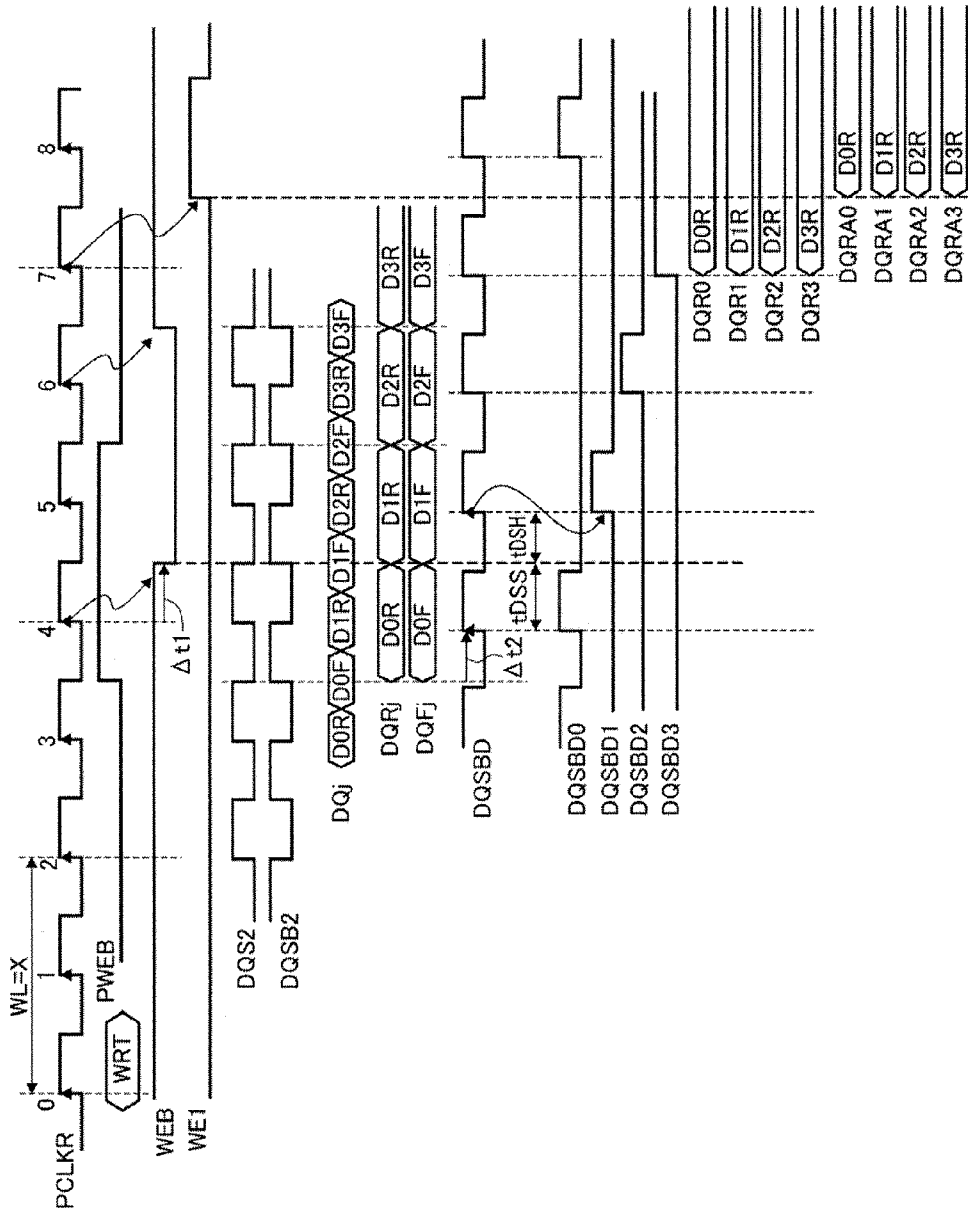 WL=X
0 1 2 3 4 5 6 7 8
PCLKR
WRT
PWEB
WEB
Δt1
WE1
DQS2
DQSB2
DQj D0R D0F D1R D1F D2R D2F D3R D3F
DQRj D0R D1R D2R D3R
DQFj D0F D1F D2F D3F
DQSBD
Δt2
tDSS tDSH
DQSBD0
DQSBD1
DQSBD2
DQSBD3
DQR0 D0R
DQR1 D1R
DQR2 D2R
DQR3 D3R
DQRA0 D0R
DQRA1 D1R
DQRA2 D2R
DQRA3 D3R